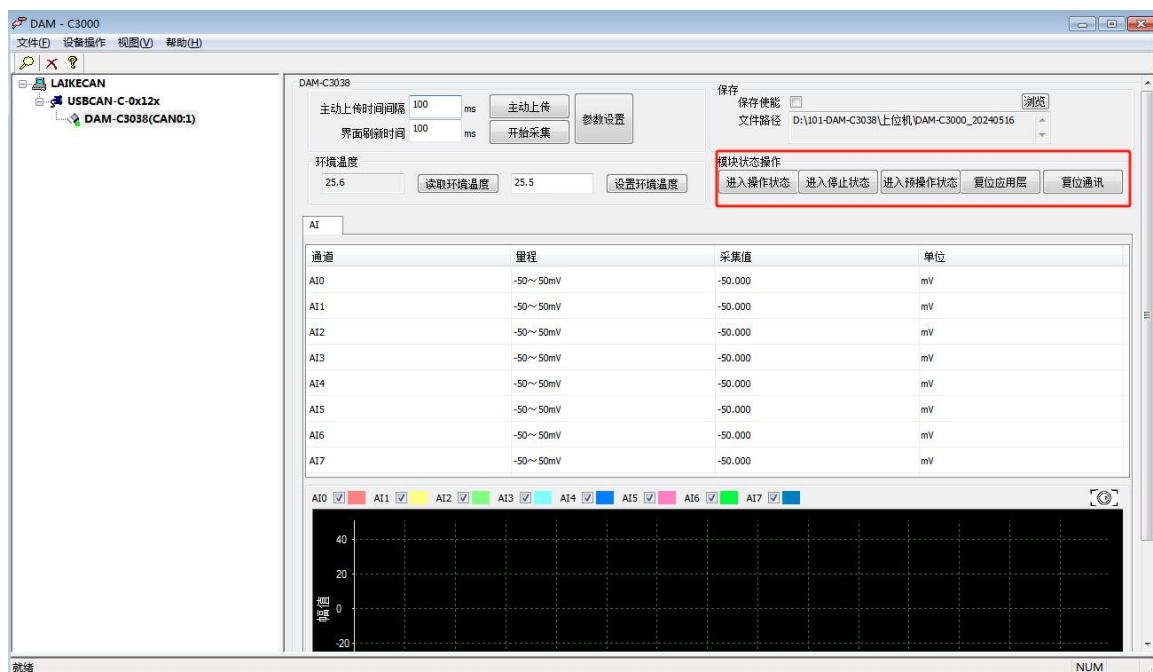 DAM - C3000
文件(F) 设备操作 视图(V) 帮助(H)
LAIKECAN
USBCAN-C-0x12x
DAM-C3038(CAN0:1)
DAM-C3038
主动上传时间间隔 100 ms 主动上传
界面刷新时间 100 ms 开始采集
参数设置
保存
保存使能 浏览
文件路径 D:\101-DAM-C3038\上位机\DAM-C3000_20240516
环境温度
25.6 读取环境温度 25.5 设置环境温度
模块状态操作
进入操作状态 进入停止状态 进入预操作状态 复位应用层 复位通讯
AI
通道 量程 采集值 单位
AI0 -50～50mV -50.000 mV
AI1 -50～50mV -50.000 mV
AI2 -50～50mV -50.000 mV
AI3 -50～50mV -50.000 mV
AI4 -50～50mV -50.000 mV
AI5 -50～50mV -50.000 mV
AI6 -50～50mV -50.000 mV
AI7 -50～50mV -50.000 mV
AI0 AI1 AI2 AI3 AI4 AI5 AI6 AI7
40
20
幅值
0
-20
就绪 NUM